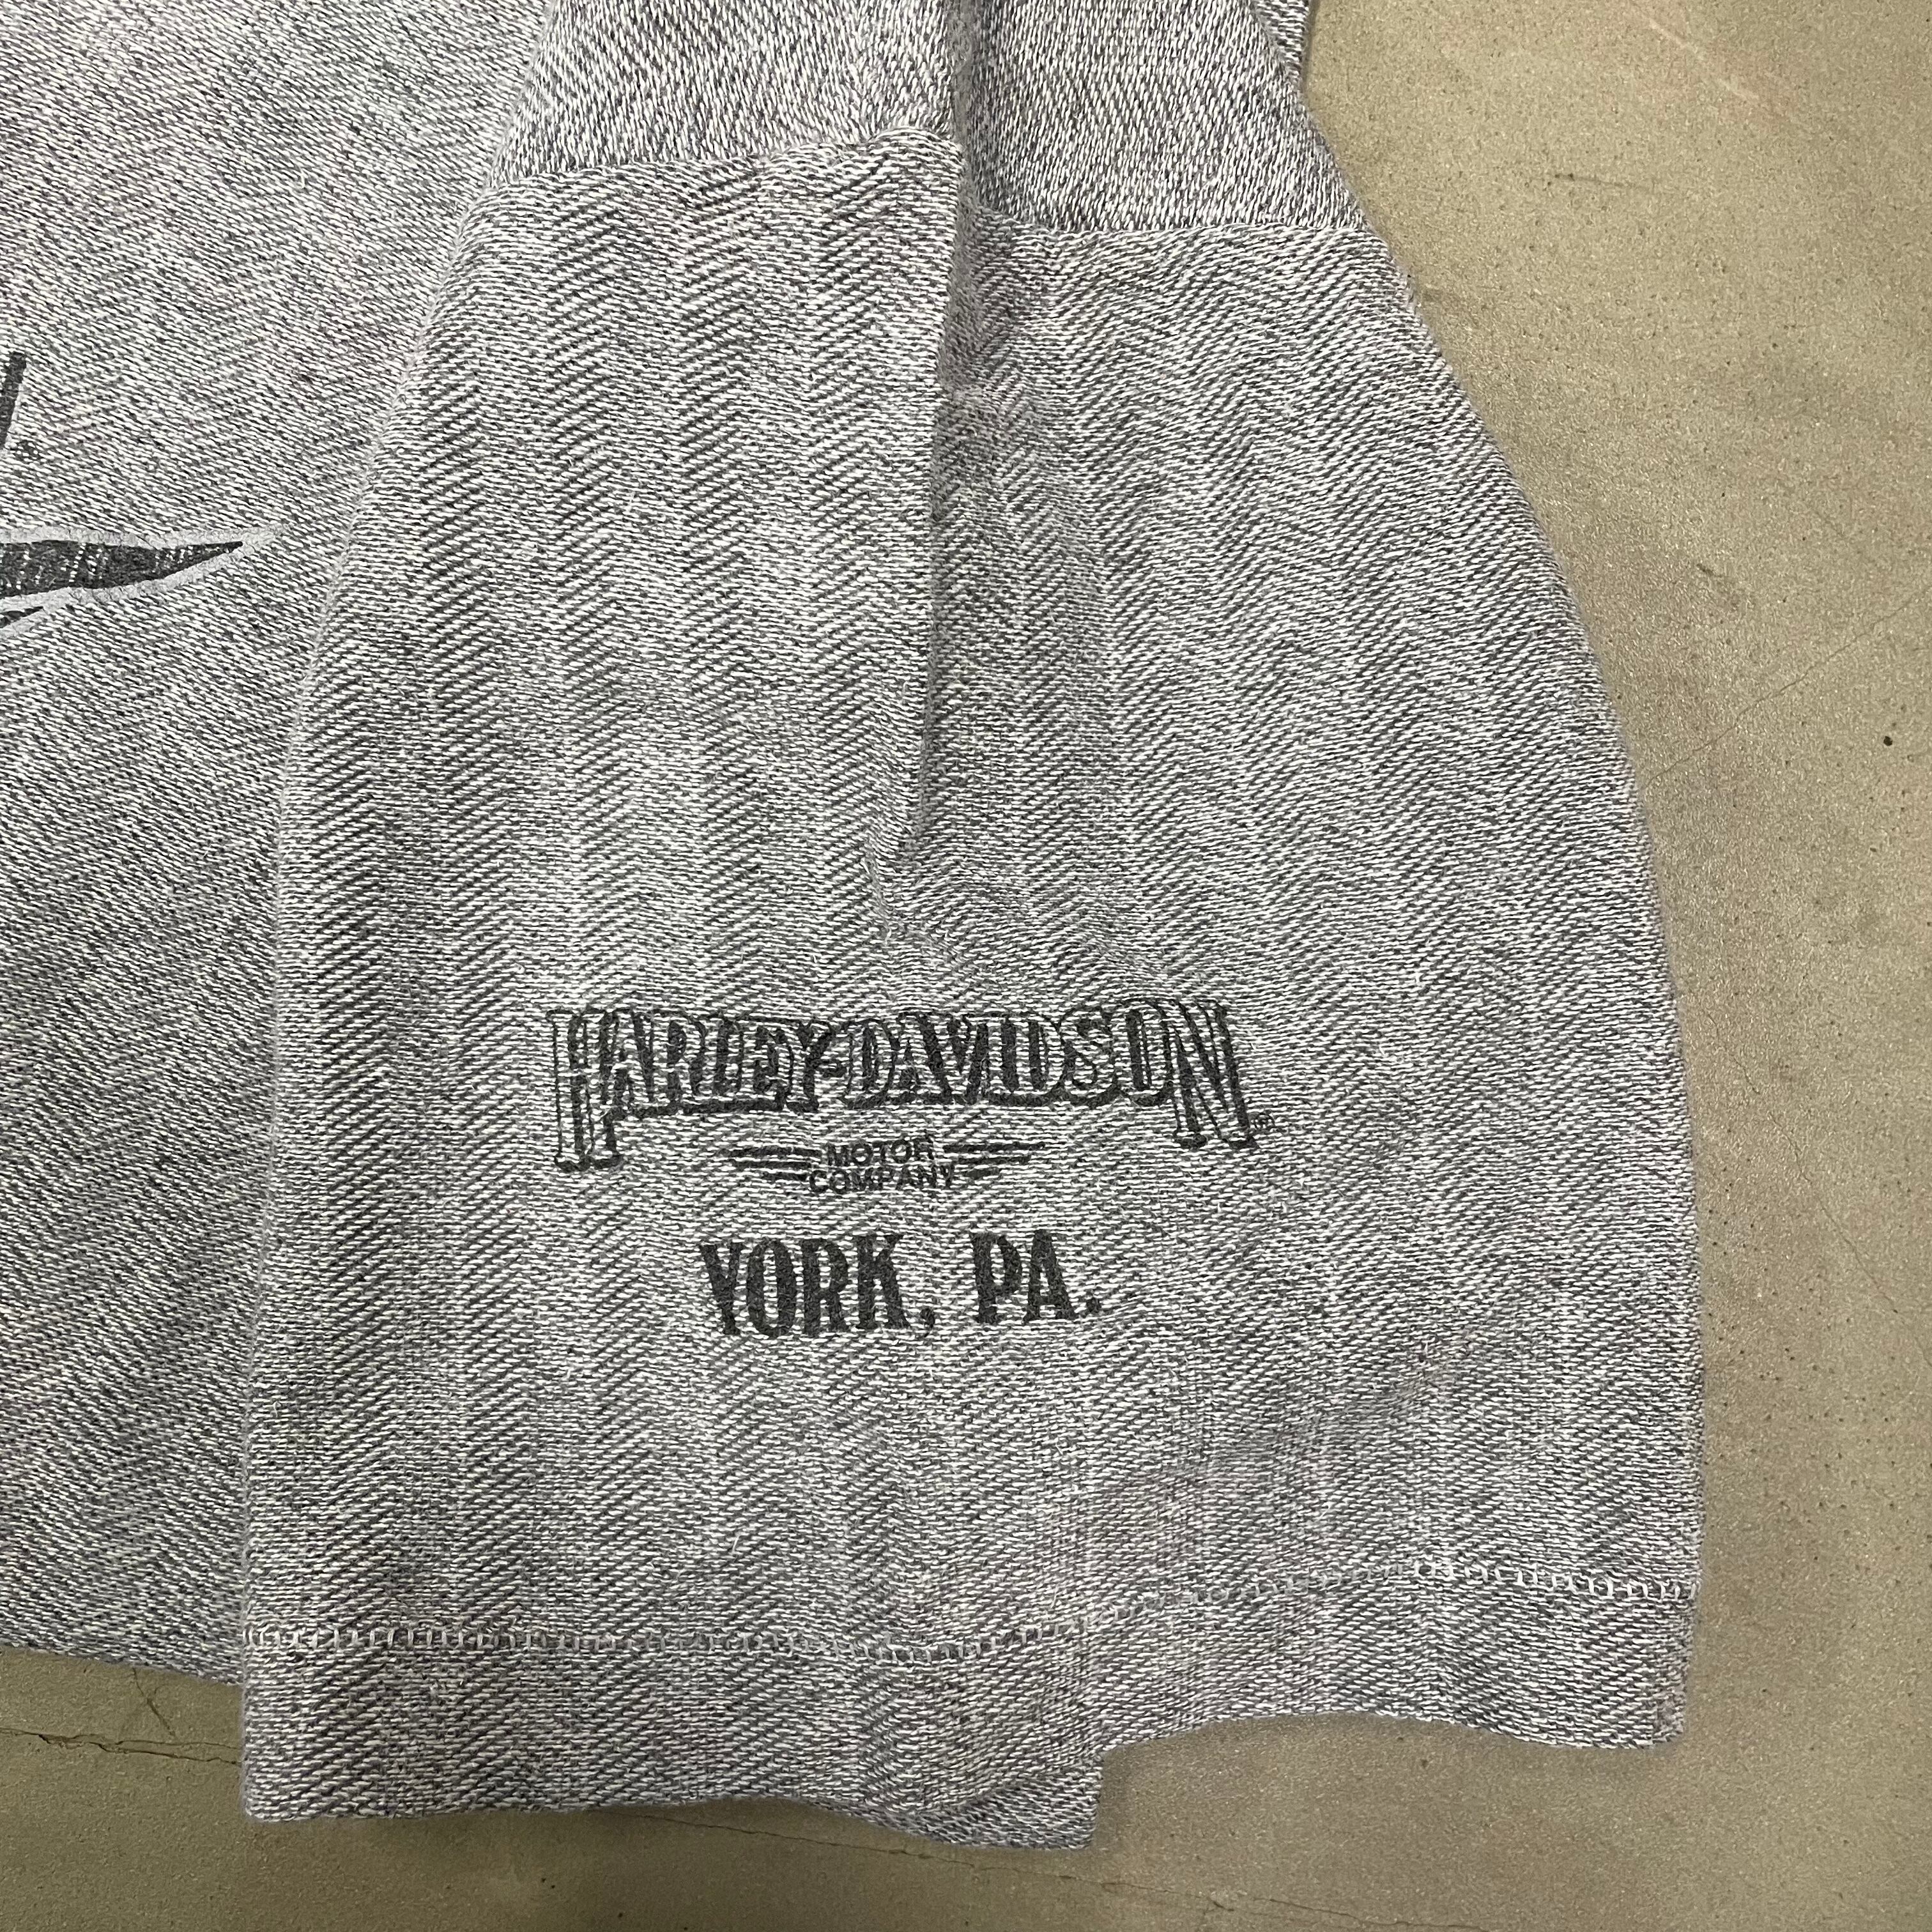 HARLEY-DAVIDSON
MOTOR
COMPANY
YORK, PA.